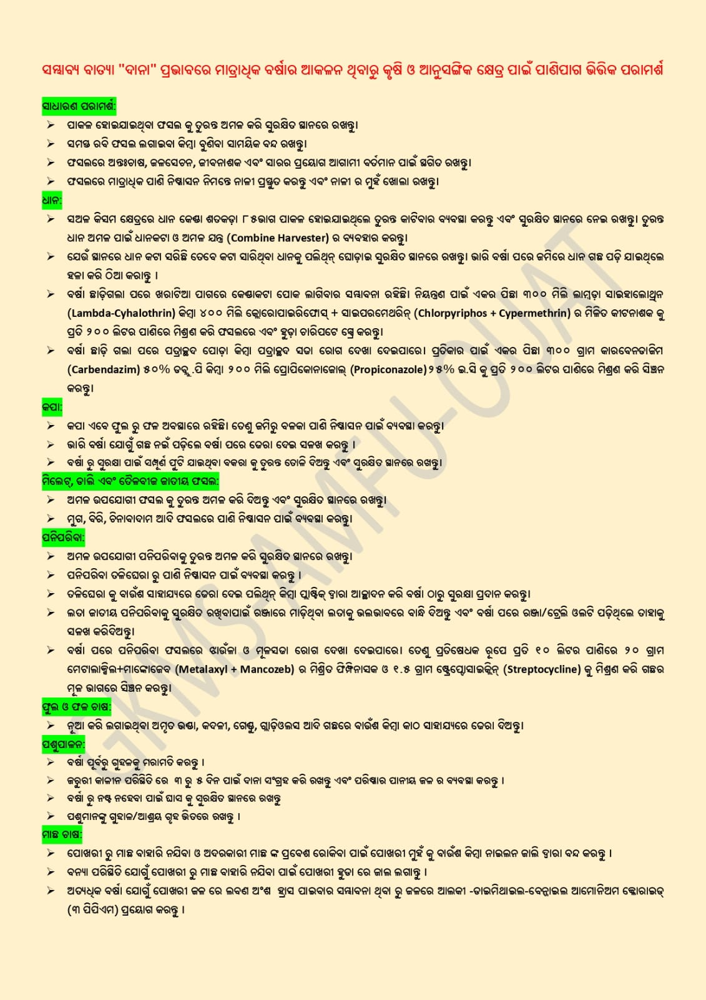 ସମ୍ଭାବ୍ୟ ବାତ୍ୟା "ଦାନା" ପ୍ରଭାବରେ ମାତ୍ରାଧିକ ବର୍ଷାର ଆକଳନ ଥିବାରୁ କୃଷି ଓ ଆନୁସଙ୍ଗିକ କ୍ଷେତ୍ର ପାଇଁ ପାଣିପାଗ ଭିତ୍ତିକ ପରାମର୍ଶ
ସାଧାରଣ ପରାମର୍ଶ:
➢ ପାକଳ ହୋଇଯାଇଥିବା ଫସଲ କୁ ତୁରନ୍ତ ଅମଳ କରି ସୁରକ୍ଷିତ ସ୍ଥାନରେ ରଖନ୍ତୁ।
➢ ସମସ୍ତ ରବି ଫସଲ ଲଗାଇବା କିମ୍ବା ବୁଣିବା ସାମୟିକ ବନ୍ଦ ରଖନ୍ତୁ।
➢ ଫସଲରେ ଅନ୍ତଃଚାଷ, ଜଳସେଚନ, ଜୀବନାଶକ ଏବଂ ସାରର ପ୍ରୟୋଗ ଆଗାମୀ ବର୍ତମାନ ପାଇଁ ସ୍ଥଗିତ ରଖନ୍ତୁ।
➢ ଫସଲରେ ମାତ୍ରାଧିକ ପାଣି ନିଷ୍କାସନ ନିମନ୍ତେ ନାଳୀ ପ୍ରସ୍ତୁତ କରନ୍ତୁ ଏବଂ ନାଳୀ ର ମୁହଁ ଖୋଲା ରଖନ୍ତୁ।
ଧାନ:
➢ ସଅଳ କିସମ କ୍ଷେତ୍ରରେ ଧାନ କେଣ୍ଡା ଶତକଡ଼ା ୮୫ଭାଗ ପାକଳ ହୋଇଯାଇଥିଲେ ତୁରନ୍ତ କାଟିବାର ବ୍ୟବସ୍ଥା କରନ୍ତୁ ଏବଂ ସୁରକ୍ଷିତ ସ୍ଥାନରେ ନେଇ ରଖନ୍ତୁ। ତୁରନ୍ତ
ଧାନ ଅମଳ ପାଇଁ ଧାନକଟା ଓ ଅମଳ ଯନ୍ତ୍ର (Combine Harvester) ର ବ୍ୟବହାର କରନ୍ତୁ।
➢ ଯେଉଁ ସ୍ଥାନରେ ଧାନ କଟା ସରିଛି ତେବେ କଟା ସାରିଥିବା ଧାନକୁ ପଲିଥିନ୍ ଘୋଡ଼ାଇ ସୁରକ୍ଷିତ ସ୍ଥାନରେ ରଖନ୍ତୁ। ଭାରି ବର୍ଷା ପରେ ଜମିରେ ଧାନ ଗଛ ପଡ଼ି ଯାଇଥିଲେ
ହଳା କରି ଠିଆ କରାନ୍ତୁ ।
➢ ବର୍ଷା ଛାଡ଼ିଗଲା ପରେ ଖରାଟିଆ ପାଗରେ କେଣ୍ଡାକଟା ପୋକ ଲାଗିବାର ସମ୍ଭାବନା ରହିଛି। ନିୟନ୍ତ୍ରଣ ପାଇଁ ଏକର ପିଛା ୩୦୦ ମିଲି ଲାମ୍ବଡ଼ା ସାଇହାଲୋଥ୍ରିନ
(Lambda-Cyhalothrin) କିମ୍ବା ୪୦୦ ମିଲି କ୍ଲୋରୋପାଇରିଫୋସ୍ + ସାଇପରମେଥରିନ୍ (Chlorpyriphos + Cypermethrin) ର ମିଳିତ କୀଟନାଶକ କୁ
ପ୍ରତି ୨୦୦ ଲିଟର ପାଣିରେ ମିଶ୍ରଣ କରି ଫସଲରେ ଏବଂ ହୁଡ଼ା ଚାରିପଟେ ସ୍ପ୍ରେ କରନ୍ତୁ।
➢ ବର୍ଷା ଛାଡ଼ି ଗଲା ପରେ ପତ୍ରାଚ୍ଛଦ ପୋଡ଼ା କିମ୍ବା ପତ୍ରାଚ୍ଛଦ ସଢା ରୋଗ ଦେଖା ଦେଇପାରେ। ପ୍ରତିକାର ପାଇଁ ଏକର ପିଛା ୩୦୦ ଗ୍ରାମ କାରବେନଡାଜିମ
(Carbendazim) ୫୦% ଡବ୍ଲୁ.ପି କିମ୍ବା ୨୦୦ ମିଲି ପ୍ରୋପିକୋନାଜୋଲ୍ (Propiconazole)୨୫% ଇ.ସି କୁ ପ୍ରତି ୨୦୦ ଲିଟର ପାଣିରେ ମିଶ୍ରଣ କରି ସିଞ୍ଚନ
କରନ୍ତୁ।
କପା:
➢ କପା ଏବେ ଫୁଲ ରୁ ଫଳ ଅବସ୍ଥାରେ ରହିଛି। ତେଣୁ ଜମିରୁ ବଳକା ପାଣି ନିଷ୍କାସନ ପାଇଁ ବ୍ୟବସ୍ଥା କରନ୍ତୁ।
➢ ଭାରି ବର୍ଷା ଯୋଗୁଁ ଗଛ ନଇଁ ପଡ଼ିଲେ ବର୍ଷା ପରେ ଢେରା ଦେଇ ସଳଖ କରନ୍ତୁ ।
➢ ବର୍ଷା ରୁ ସୁରକ୍ଷା ପାଇଁ ସମ୍ପୂର୍ଣ ଫୁଟି ଯାଇଥିବା ବକରା କୁ ତୁରନ୍ତ ତୋଳି ଦିଅନ୍ତୁ ଏବଂ ସୁରକ୍ଷିତ ସ୍ଥାନରେ ରଖନ୍ତୁ।
ମିଲେଟ୍, ଡାଲି ଏବଂ ତୈଳବୀଜ ଜାତୀୟ ଫସଲ:
➢ ଅମଳ ଉପଯୋଗୀ ଫସଲ କୁ ତୁରନ୍ତ ଅମଳ କରି ଦିଅନ୍ତୁ ଏବଂ ସୁରକ୍ଷିତ ସ୍ଥାନରେ ରଖନ୍ତୁ।
➢ ମୁଗ, ବିରି, ଚିନାବାଦାମ ଆଦି ଫସଲରେ ପାଣି ନିଷ୍କାସନ ପାଇଁ ବ୍ୟବସ୍ଥା କରନ୍ତୁ।
ପନିପରିବା:
➢ ଅମଳ ଉପଯୋଗୀ ପନିପରିବାକୁ ତୁରନ୍ତ ଅମଳ କରି ସୁରକ୍ଷିତ ସ୍ଥାନରେ ରଖନ୍ତୁ।
➢ ପନିପରିବା ତଳିଘେରା ରୁ ପାଣି ନିଷ୍କାସନ ପାଇଁ ବ୍ୟବସ୍ଥା କରନ୍ତୁ ।
➢ ତଳିଘେରା କୁ ବାଉଁଶ ସାହାଯ୍ୟରେ ଢେରା ଦେଇ ପଲିଥିନ୍ କିମ୍ବା ପ୍ଲାଷ୍ଟିକ୍ ଦ୍ୱାରା ଆଚ୍ଛାଦନ କରି ବର୍ଷା ଠାରୁ ସୁରକ୍ଷା ପ୍ରଦାନ କରନ୍ତୁ।
➢ ଲତା ଜାତୀୟ ପନିପରିବାକୁ ସୁରକ୍ଷିତ ରଖିବାପାଇଁ ରଞ୍ଜାରେ ମାଡ଼ିଥିବା ଲତାକୁ ଭଲଭାବରେ ବାନ୍ଧି ଦିଅନ୍ତୁ ଏବଂ ବର୍ଷା ପରେ ରଞ୍ଜା/ଟ୍ରେଲି ଓଲଟି ପଡ଼ିଥିଲେ ତାହାକୁ
ସଳଖ କରିଦିଅନ୍ତୁ।
➢ ବର୍ଷା ପରେ ପନିପରିବା ଫସଲରେ ଝାଉଁଳା ଓ ମୂଳସଢା ରୋଗ ଦେଖା ଦେଇପାରେ। ତେଣୁ ପ୍ରତିଷେଧକ ରୂପେ ପ୍ରତି ୧୦ ଲିଟର ପାଣିରେ ୨୦ ଗ୍ରାମ
ମେଟାଲାକ୍ସିଲ+ମାଙ୍କୋଜେବ (Metalaxyl + Mancozeb) ର ମିଶ୍ରିତ ଫିମ୍ପିନାସକ ଓ ୧.୫ ଗ୍ରାମ ଷ୍ଟ୍ରେପ୍ଟୋସାଇକ୍ଲିନ୍ (Streptocycline) କୁ ମିଶ୍ରଣ କରି ଗଛର
ମୂଳ ଭାଗରେ ସିଞ୍ଚନ କରନ୍ତୁ।
ଫୁଲ ଓ ଫଳ ଚାଷ:
➢ ନୂଆ କରି ଲଗାଇଥିବା ଅମୃତ ଭଣ୍ଡା, କଦଳୀ, ଗେଣ୍ଡୁ, ଗ୍ଲାଡ଼ିଓଲସ ଆଦି ଗଛରେ ବାଉଁଶ କିମ୍ବା କାଠ ସାହାଯ୍ୟରେ ଢେରା ଦିଅନ୍ତୁ।
ପଶୁପାଳନ:
➢ ବର୍ଷା ପୂର୍ବରୁ ଗୁହଳକୁ ମରାମତି କରନ୍ତୁ ।
➢ ଜରୁରୀ କାଳୀନ ପରିସ୍ଥିତି ରେ ୩ ରୁ ୫ ଦିନ ପାଇଁ ଦାନା ସଂଗ୍ରହ କରି ରଖନ୍ତୁ ଏବଂ ପରିଷ୍କାର ପାନୀୟ ଜଳ ର ବ୍ୟବସ୍ଥା କରନ୍ତୁ ।
➢ ବର୍ଷା ରୁ ନଷ୍ଟ ନହେବା ପାଇଁ ଘାସ କୁ ସୁରକ୍ଷିତ ସ୍ଥାନରେ ରଖନ୍ତୁ
➢ ପଶୁମାନଙ୍କୁ ଗୁହାଳ/ଆଶ୍ରୟ ଗୃହ ଭିତରେ ରଖନ୍ତୁ ।
ମାଛ ଚାଷ:
➢ ପୋଖରୀ ରୁ ମାଛ ବାହାରି ନଯିବା ଓ ଅଦରକାରୀ ମାଛ ଙ୍କ ପ୍ରବେଶ ରୋକିବା ପାଇଁ ପୋଖରୀ ମୁହଁ କୁ ବାଉଁଶ କିମ୍ବା ନାଇଲନ ଜାଲି ଦ୍ୱାରା ବନ୍ଦ କରନ୍ତୁ ।
➢ ବନ୍ୟା ପରିସ୍ଥିତି ଯୋଗୁଁ ପୋଖରୀ ରୁ ମାଛ ବାହାରି ନଯିବା ପାଇଁ ପୋଖରୀ ହୁଡା ରେ ଜାଲ ଲଗାନ୍ତୁ ।
➢ ଅତ୍ୟଧିକ ବର୍ଷା ଯୋଗୁଁ ପୋଖରୀ ଜଳ ରେ ଲବଣ ଅଂଶ ହ୍ରାସ ପାଇବାର ସମ୍ଭାବନା ଥିବା ରୁ ଜଳରେ ଆଲକୀ -ଡାଇମିଥାଇଲ-ବେନ୍ଜାଇଲ ଆମୋନିଅମ କ୍ଲୋରାଇଡ୍
(୩ ପିପିଏମ) ପ୍ରୟୋଗ କରନ୍ତୁ ।
GKMS-AMFU-OUAT